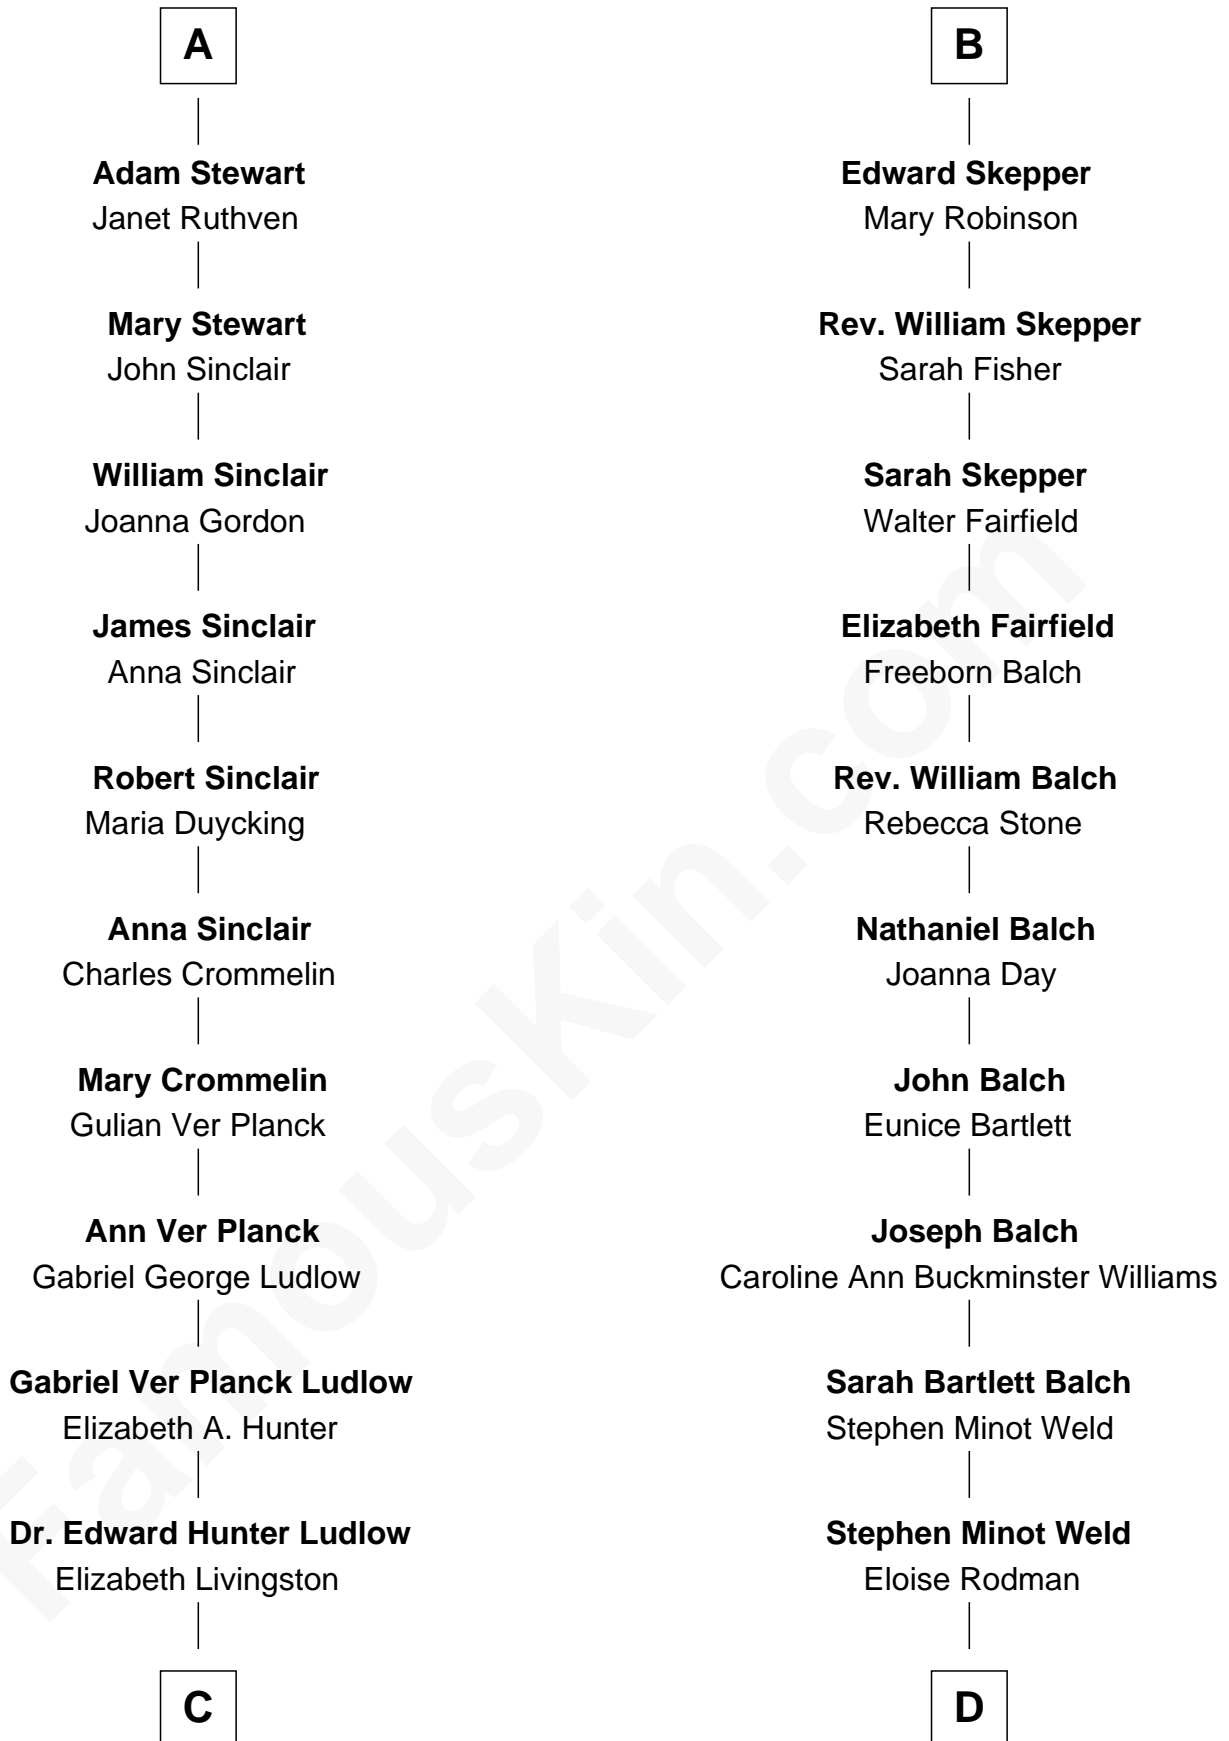 A
Adam Stewart
Janet Ruthven
Mary Stewart
John Sinclair
William Sinclair
Joanna Gordon
James Sinclair
Anna Sinclair
Robert Sinclair
Maria Duycking
Anna Sinclair
Charles Crommelin
Mary Crommelin
Gulian Ver Planck
Ann Ver Planck
Gabriel George Ludlow
Gabriel Ver Planck Ludlow
Elizabeth A. Hunter
Dr. Edward Hunter Ludlow
Elizabeth Livingston
C
B
Edward Skepper
Mary Robinson
Rev. William Skepper
Sarah Fisher
Sarah Skepper
Walter Fairfield
Elizabeth Fairfield
Freeborn Balch
Rev. William Balch
Rebecca Stone
Nathaniel Balch
Joanna Day
John Balch
Eunice Bartlett
Joseph Balch
Caroline Ann Buckminster Williams
Sarah Bartlett Balch
Stephen Minot Weld
Stephen Minot Weld
Eloise Rodman
D
FamousKin.com